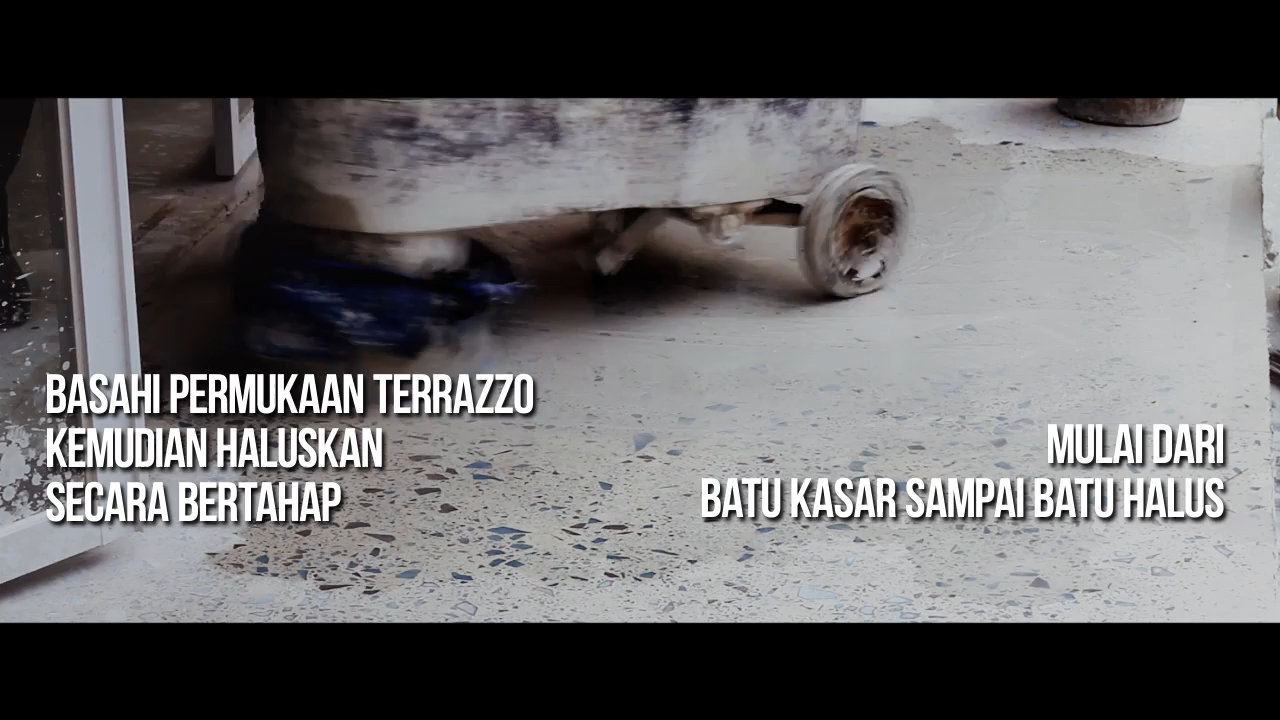 BASAHI PERMUKAAN TERRAZZO
KEMUDIAN HALUSKAN
SECARA BERTAHAP
MULAI DARI
BATU KASAR SAMPAI BATU HALUS